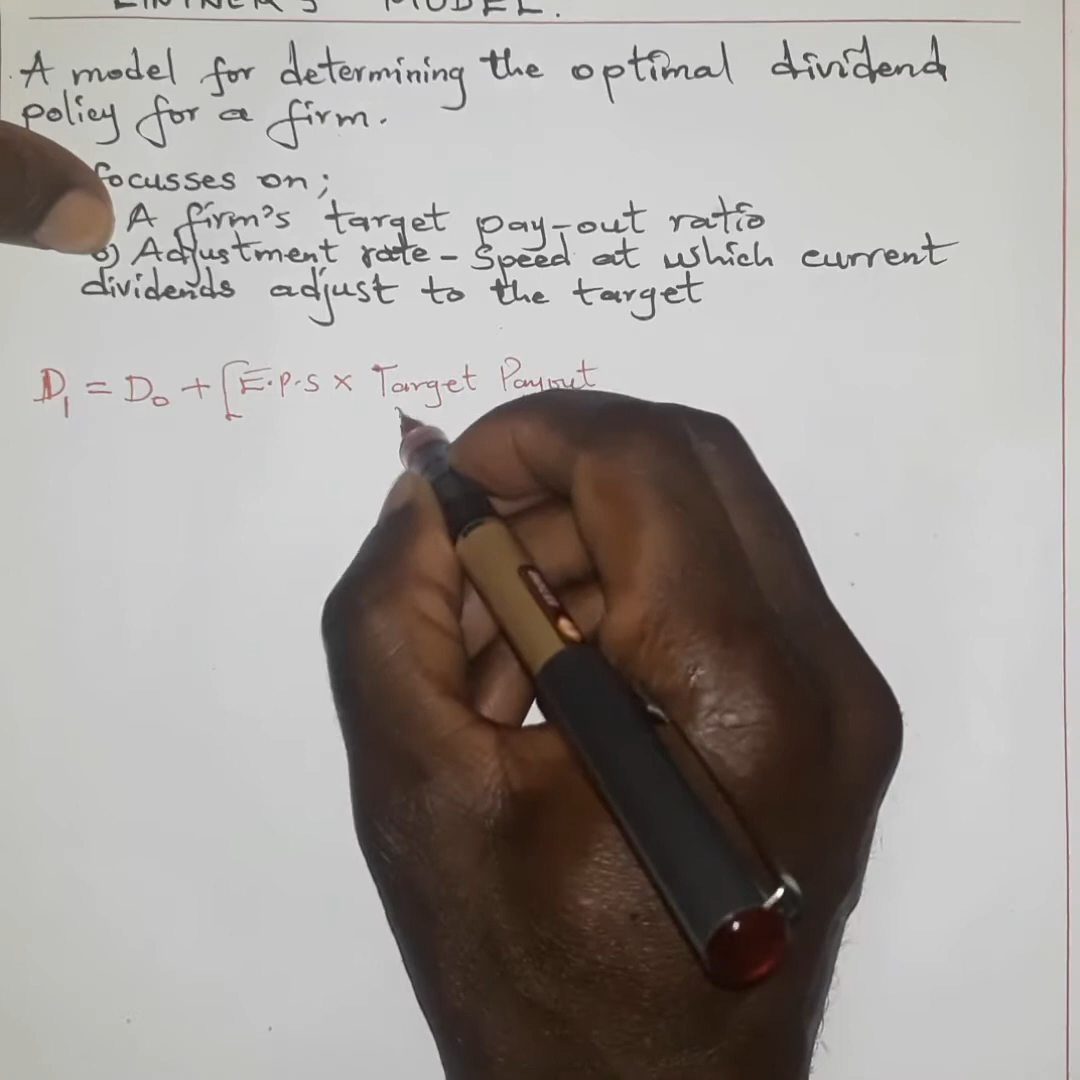 MODEL.
A model for determining the optimal dividend
policy for a firm.
focusses on;
A firm's target pay-out ratio
b) Adjustment rate - Speed at which current
dividends adjust to the target
D₁ = D₀ + [E.P.S × Target Payout